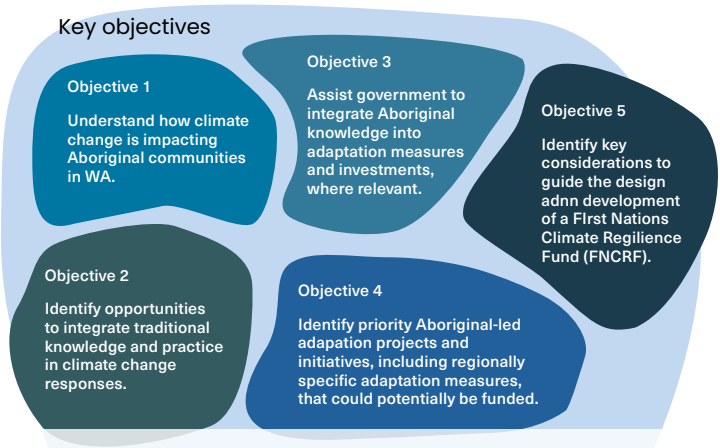 Key objectives
Objective 1
Understand how climate
change is impacting
Aboriginal communities
in WA.
Objective 2
Identify opportunities
to integrate traditional
knowledge and practice
in climate change
responses.
Objective 3
Assist government to
integrate Aboriginal
knowledge into
adaptation measures
and investments,
where relevant.
Objective 4
Identify priority Aboriginal-led
adapation projects and
initiatives, including regionally
specific adaptation measures,
that could potentially be funded.
Objective 5
Identify key
considerations to
guide the design
adnn development
of a FIrst Nations
Climate Regilience
Fund (FNCRF).